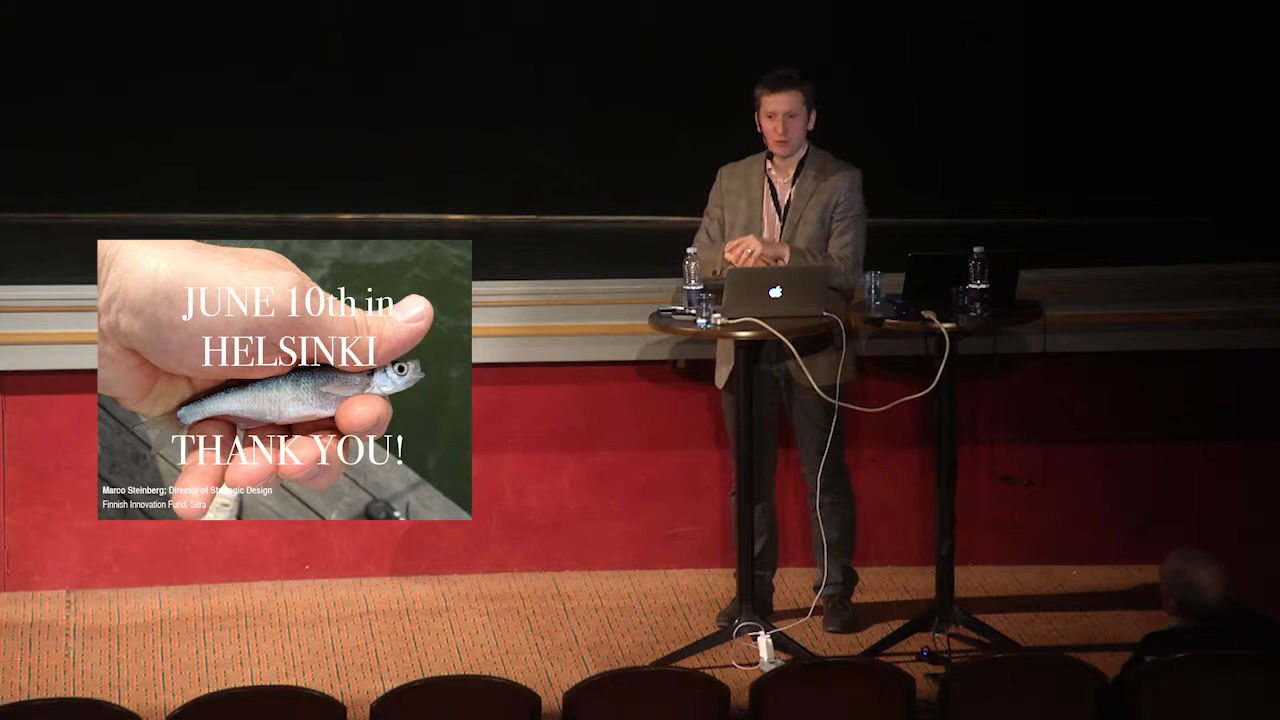 JUNE 10th in
HELSINKI
THANK YOU!
Marco Steinberg; Director of Strategic Design
Finnish Innovation Fund, Sitra